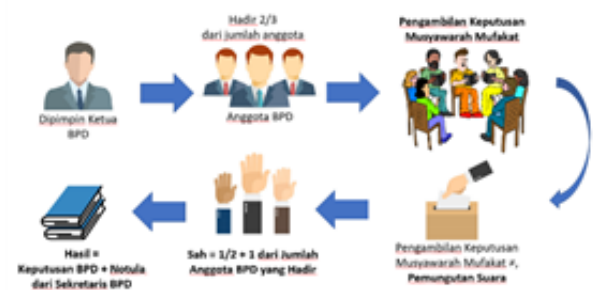 Dipimpin Ketua
BPD
Hadir 2/3
dari jumlah anggota
Anggota BPD
Pengambilan Keputusan
Musyawarah Mufakat
Pengambilan Keputusan
Musyawarah Mufakat ≠,
Pemungutan Suara
Sah = 1/2 + 1 dari Jumlah
Anggota BPD yang Hadir
Hasil =
Keputusan BPD + Notula
dari Sekretaris BPD